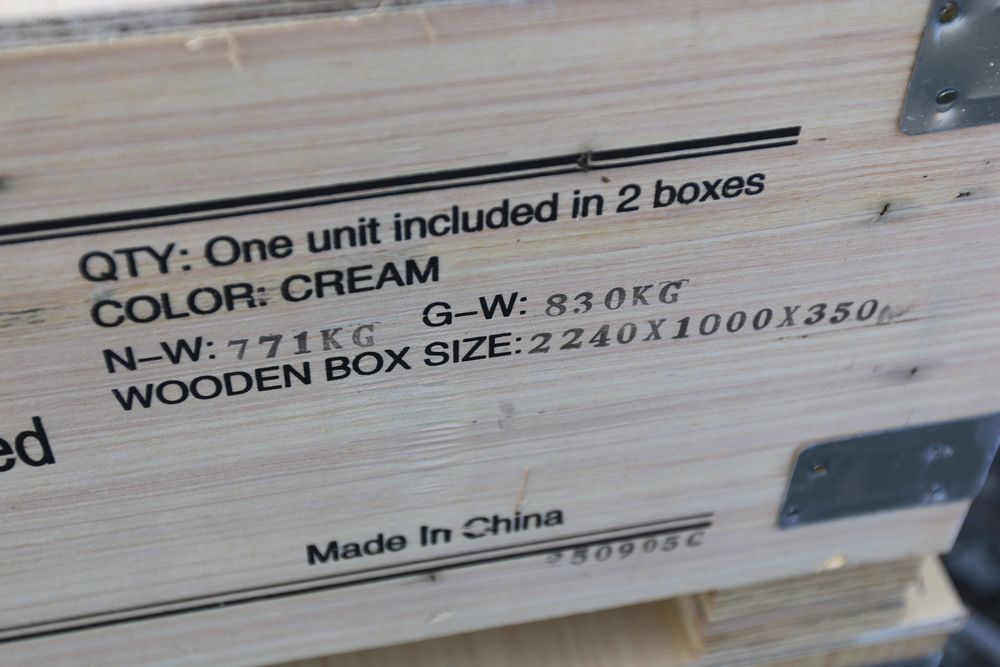 QTY: One unit included in 2 boxes
COLOR: CREAM
N-W: 771KG G-W: 830KG
WOODEN BOX SIZE: 2240X1000X350
ed
Made In China
250905C